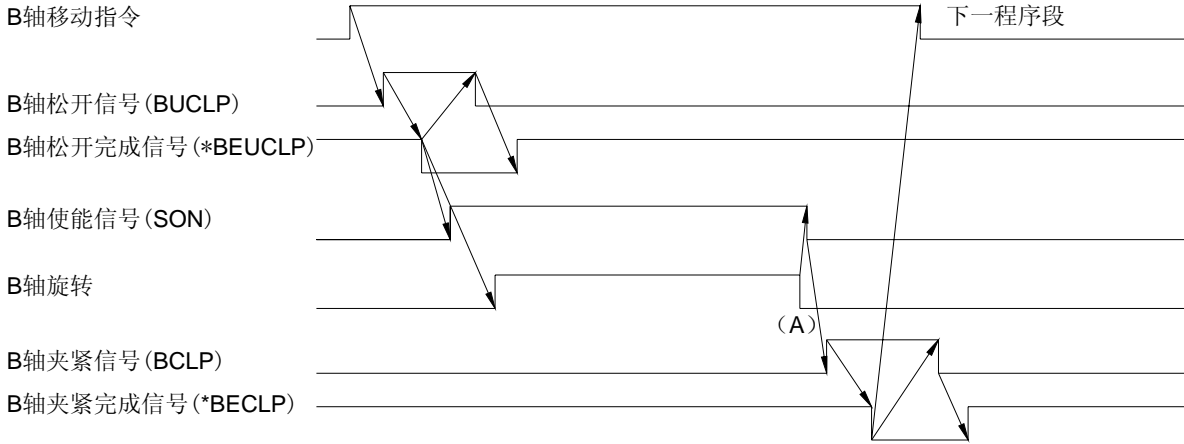 B轴移动指令
下一程序段
B轴松开信号(BUCLP)
B轴松开完成信号(*BEUCLP)
B轴使能信号(SON)
B轴旋转
(A)
B轴夹紧信号(BCLP)
B轴夹紧完成信号(*BECLP)